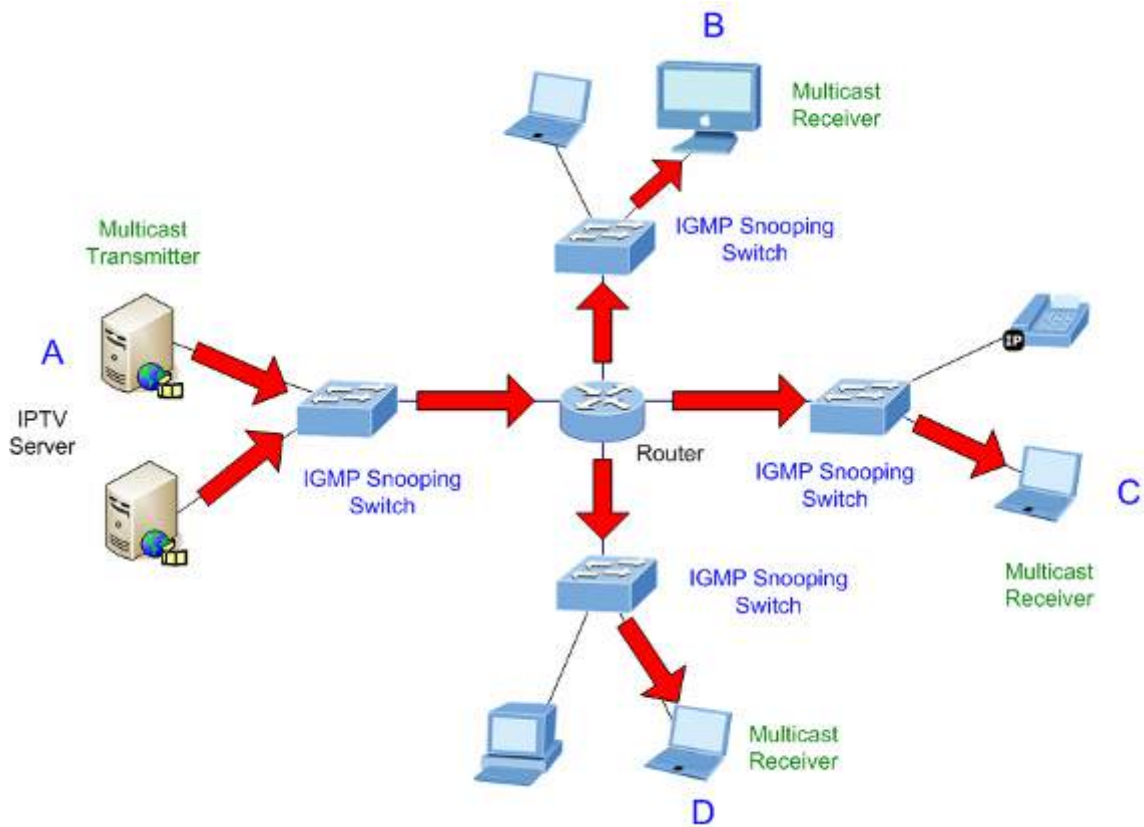 B
Multicast
Receiver
Multicast
Transmitter
IGMP Snooping
Switch
A
IPTV
Server
IP
Router
IGMP Snooping
Switch
IGMP Snooping
Switch
C
IGMP Snooping
Switch
Multicast
Receiver
Multicast
Receiver
D